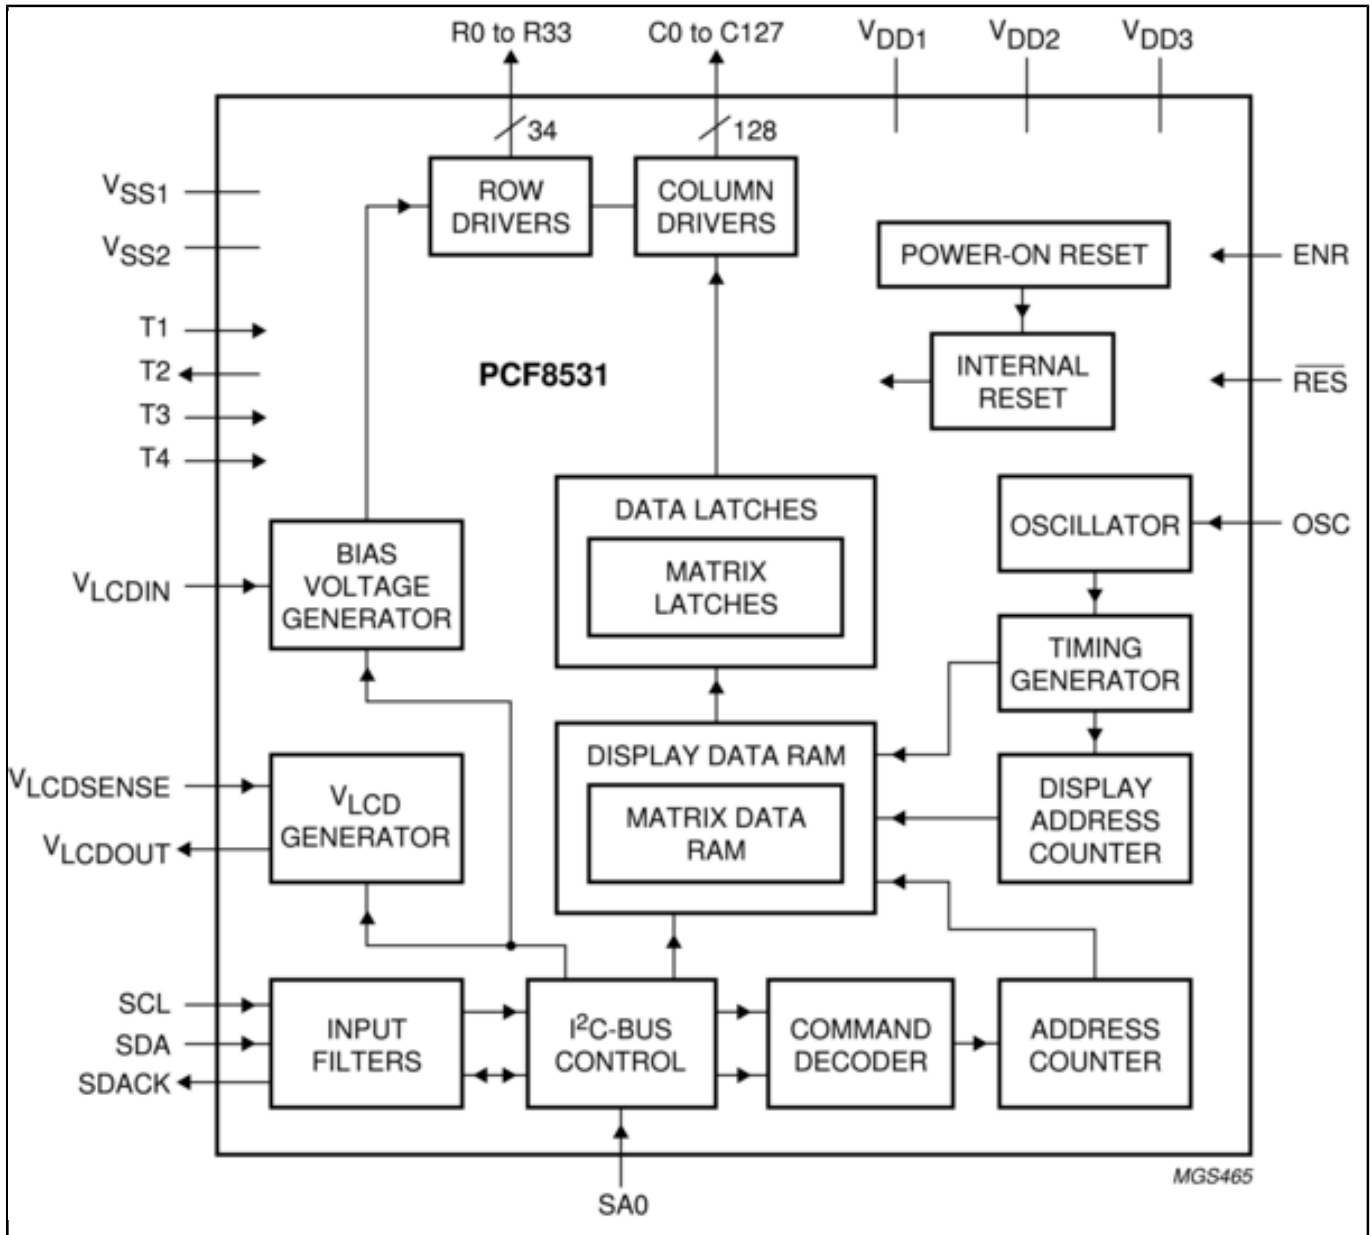 R0 to R33
C0 to C127
VDD1
VDD2
VDD3
34
128
VSS1
ROW
DRIVERS
COLUMN
DRIVERS
VSS2
POWER-ON RESET
ENR
T1
T2
PCF8531
INTERNAL
RESET
RES
T3
T4
DATA LATCHES
MATRIX
LATCHES
OSCILLATOR
OSC
BIAS
VOLTAGE
GENERATOR
VLCDIN
TIMING
GENERATOR
DISPLAY DATA RAM
MATRIX DATA
RAM
DISPLAY
ADDRESS
COUNTER
VLCDSENSE
VLCD
GENERATOR
VLCDOUT
SCL
SDA
SDACK
INPUT
FILTERS
I²C-BUS
CONTROL
COMMAND
DECODER
ADDRESS
COUNTER
SA0
MGS465